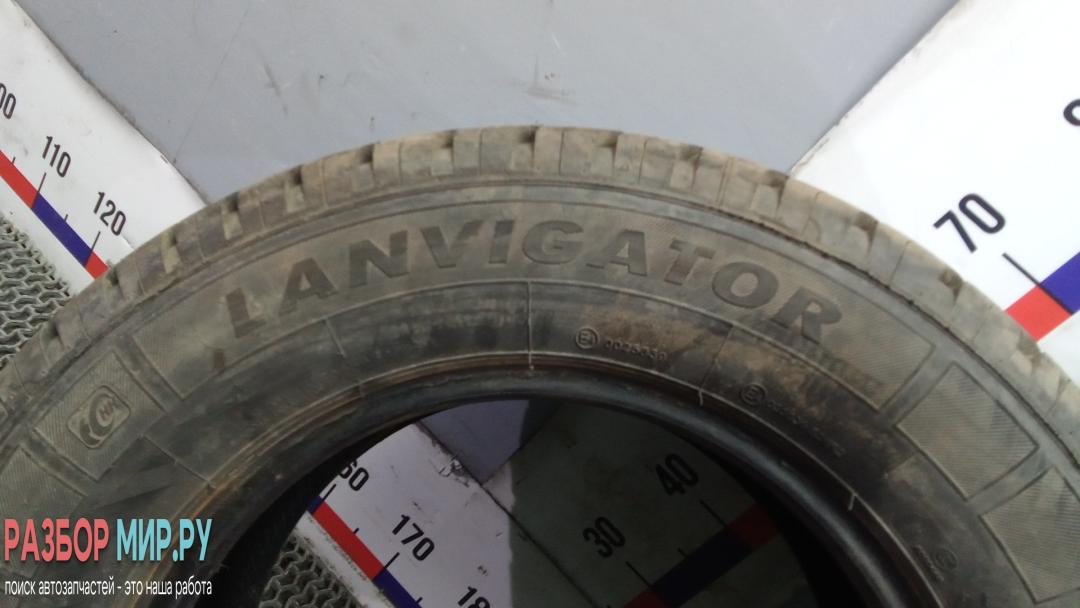 110
120
70
LANVIGATOR
60
40
170
30
РАЗБОР МИР.РУ
поиск автозапчастей - это наша работа